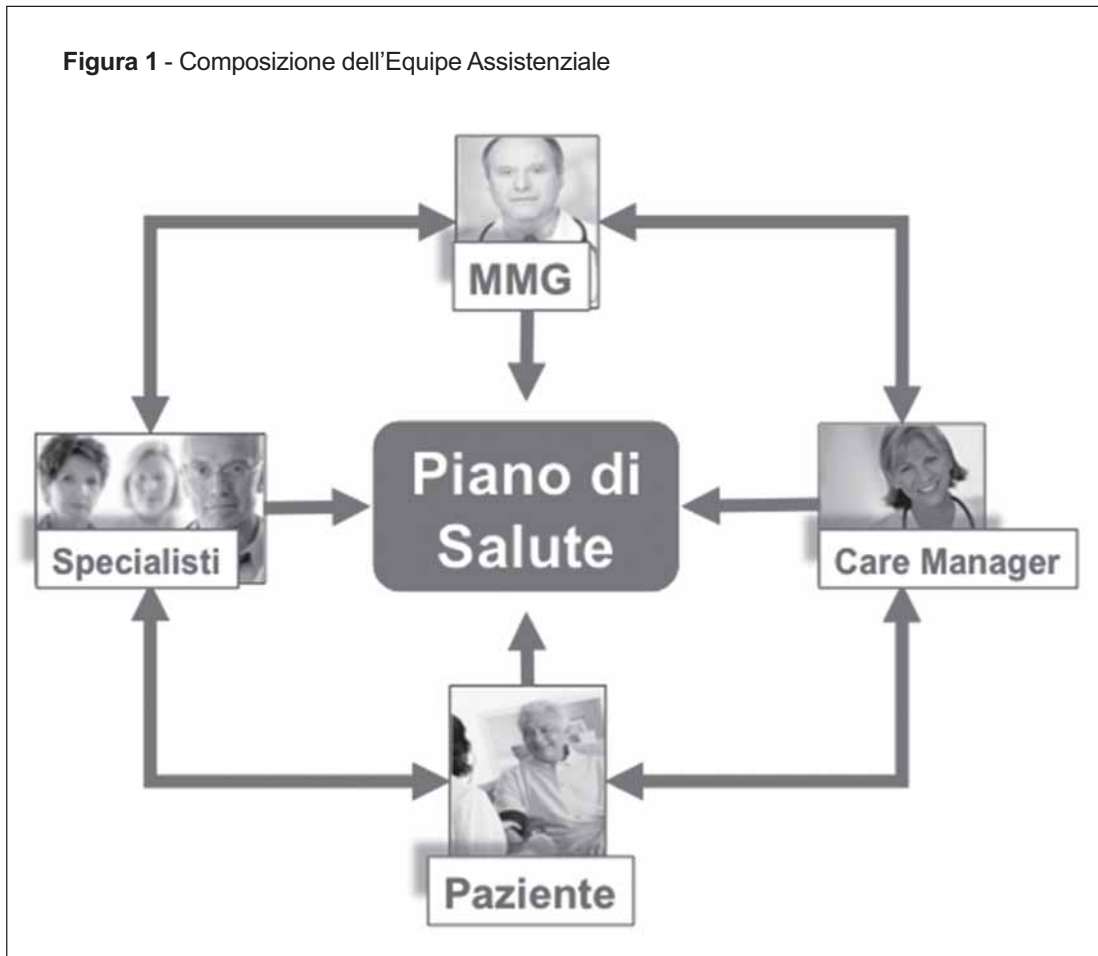 Figura 1 - Composizione dell’Equipe Assistenziale
MMG
Piano di
Salute
Specialisti
Care Manager
Paziente